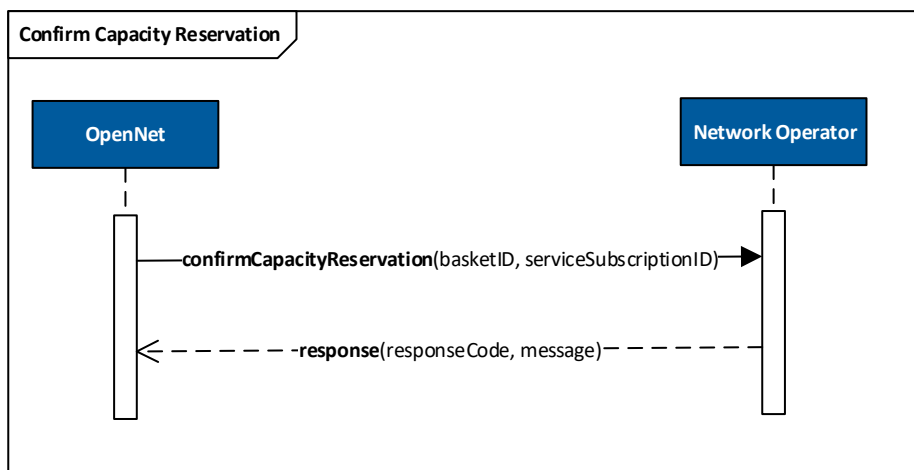 Confirm Capacity Reservation
OpenNet
Network Operator
confirmCapacityReservation(basketID, serviceSubscriptionID)
response(responseCode, message)